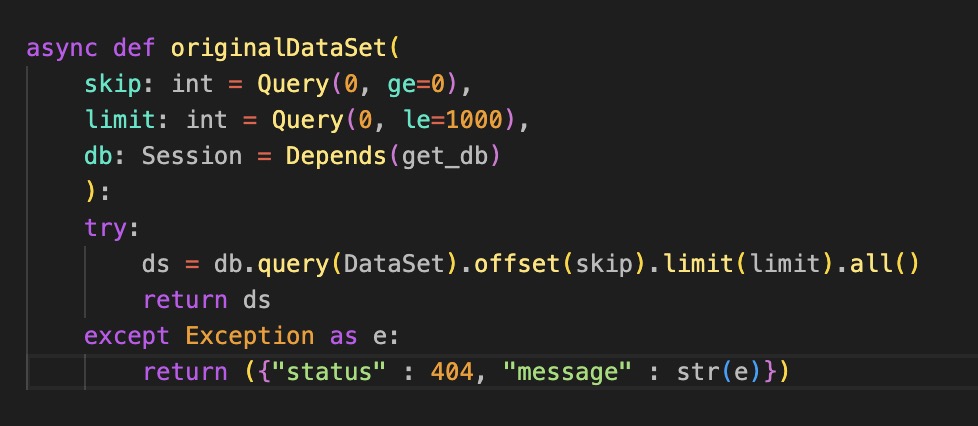 async def originalDataSet(
    skip: int = Query(0, ge=0),
    limit: int = Query(0, le=1000),
    db: Session = Depends(get_db)
    ):
    try:
        ds = db.query(DataSet).offset(skip).limit(limit).all()
        return ds
    except Exception as e:
        return ({"status" : 404, "message" : str(e)})